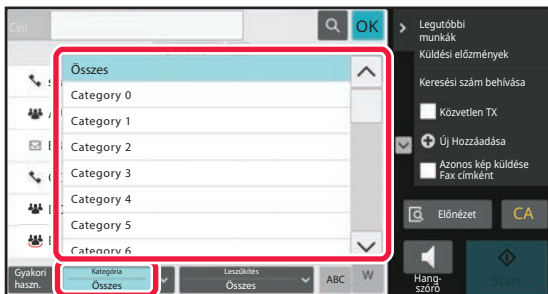 Cím
OK
Összes
Category 0
Category 1
Category 2
Category 3
Category 4
Category 5
Category 6
Gyakori
haszn.
Kategória
Összes
Leszűkítés
Összes
ABC
W
Legutóbbi
munkák
Küldési előzmények
Keresési szám behívása
Közvetlen TX
Új Hozzáadása
Azonos kép küldése
Fax címként
Előnézet
CA
Hang-
szóró
Start